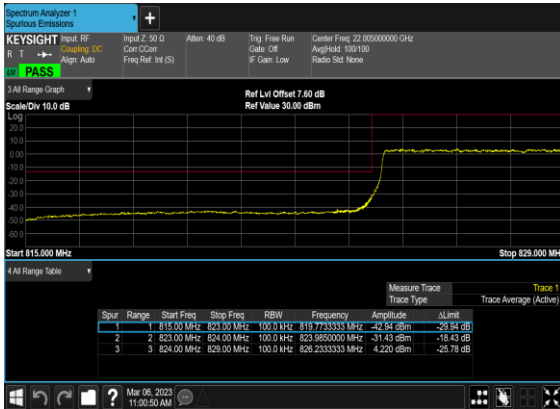 Spectrum Analyzer 1
Spurious Emissions
+
KEYSIGHT Input: RF Input Z: 50 Ω Atten: 40 dB Trig: Free Run Center Freq: 22.005000000 GHz
R T Coupling: DC Corr CCorr Gate: Off Avg|Hold: 100/100
Align: Auto Freq Ref: Int (S) IF Gain: Low Radio Std: None
LXI PASS
3 All Range Graph
Ref Lvl Offset 7.60 dB
Scale/Div 10.0 dB Ref Value 30.00 dBm
Log
20.0
10.0
0.00
-10.0
-20.0
-30.0
-40.0
-50.0
-60.0
Start 815.000 MHz Stop 829.000 MH
4 All Range Table
Measure Trace Trace 1
Trace Type Trace Average (Active)
Spur Range Start Freq Stop Freq RBW Frequency Amplitude ΔLimit
1 1 815.00 MHz 823.00 MHz 100.0 kHz 819.7733333 MHz -42.94 dBm -29.94 dB
2 2 823.00 MHz 824.00 MHz 100.0 kHz 823.9850000 MHz -31.43 dBm -18.43 dB
3 3 824.00 MHz 829.00 MHz 100.0 kHz 826.2333333 MHz 4.220 dBm -25.78 dB
? Mar 06, 2023
11:00:50 AM